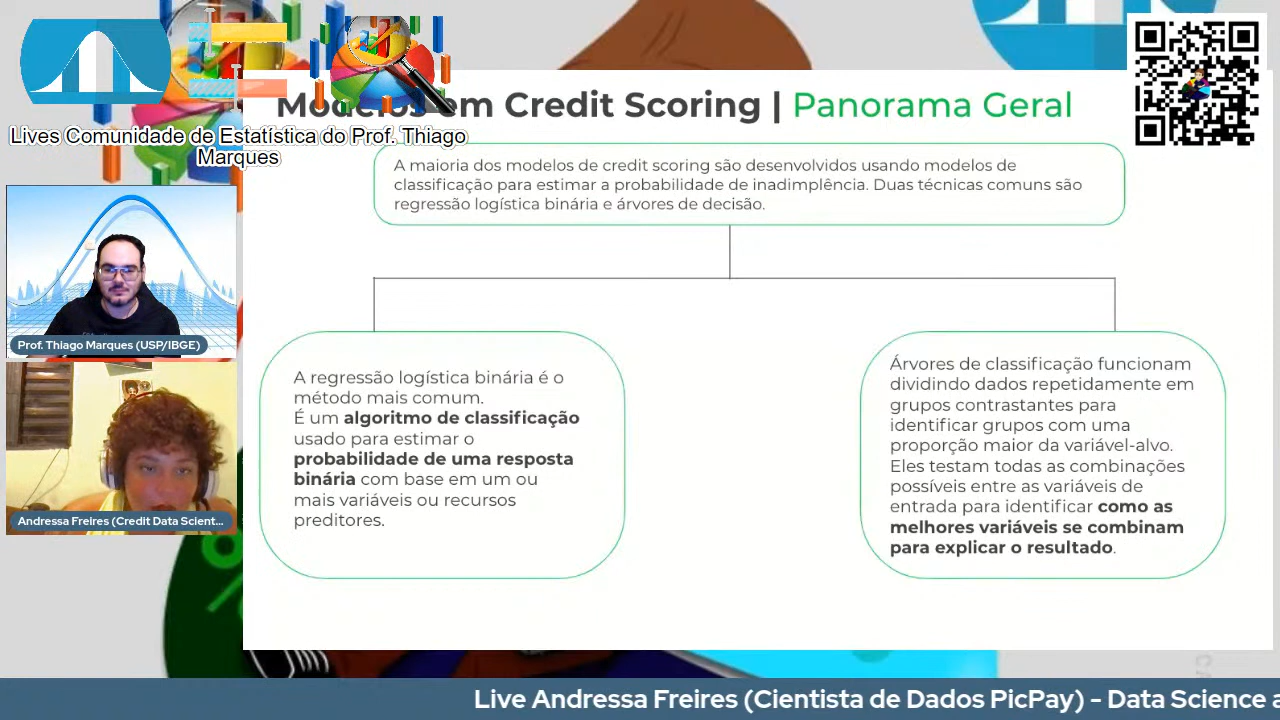 Modelos em Credit Scoring | Panorama Geral
Lives Comunidade de Estatística do Prof. Thiago
Marques
A maioria dos modelos de credit scoring são desenvolvidos usando modelos de
classificação para estimar a probabilidade de inadimplência. Duas técnicas comuns são
regressão logística binária e árvores de decisão.
Prof. Thiago Marques (USP/IBGE)
Andressa Freires (Credit Data Scient...
A regressão logística binária é o
método mais comum.
É um algoritmo de classificação
usado para estimar o
probabilidade de uma resposta
binária com base em um ou
mais variáveis ou recursos
preditores.
Árvores de classificação funcionam
dividindo dados repetidamente em
grupos contrastantes para
identificar grupos com uma
proporção maior da variável-alvo.
Eles testam todas as combinações
possíveis entre as variáveis de
entrada para identificar como as
melhores variáveis se combinam
para explicar o resultado.
%
Live Andressa Freires (Cientista de Dados PicPay) - Data Science a